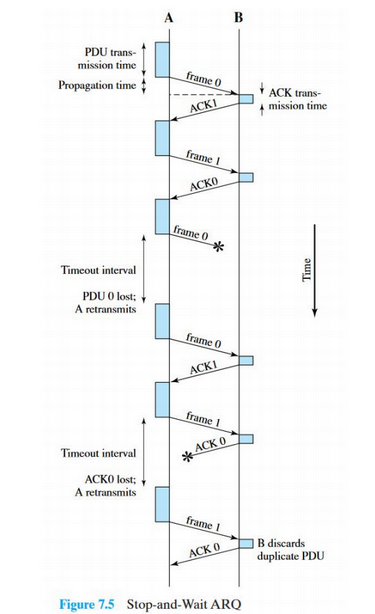 A
B
PDU trans-
mission time
frame 0
Propagation time
ACK trans-
mission time
ACK1
frame 1
ACK0
frame 0
Time
Timeout interval
PDU 0 lost;
A retransmits
frame 0
ACK1
frame 1
ACK 0
Timeout interval
ACK0 lost;
A retransmits
frame 1
B discards
duplicate PDU
ACK 0
Figure 7.5 Stop-and-Wait ARQ